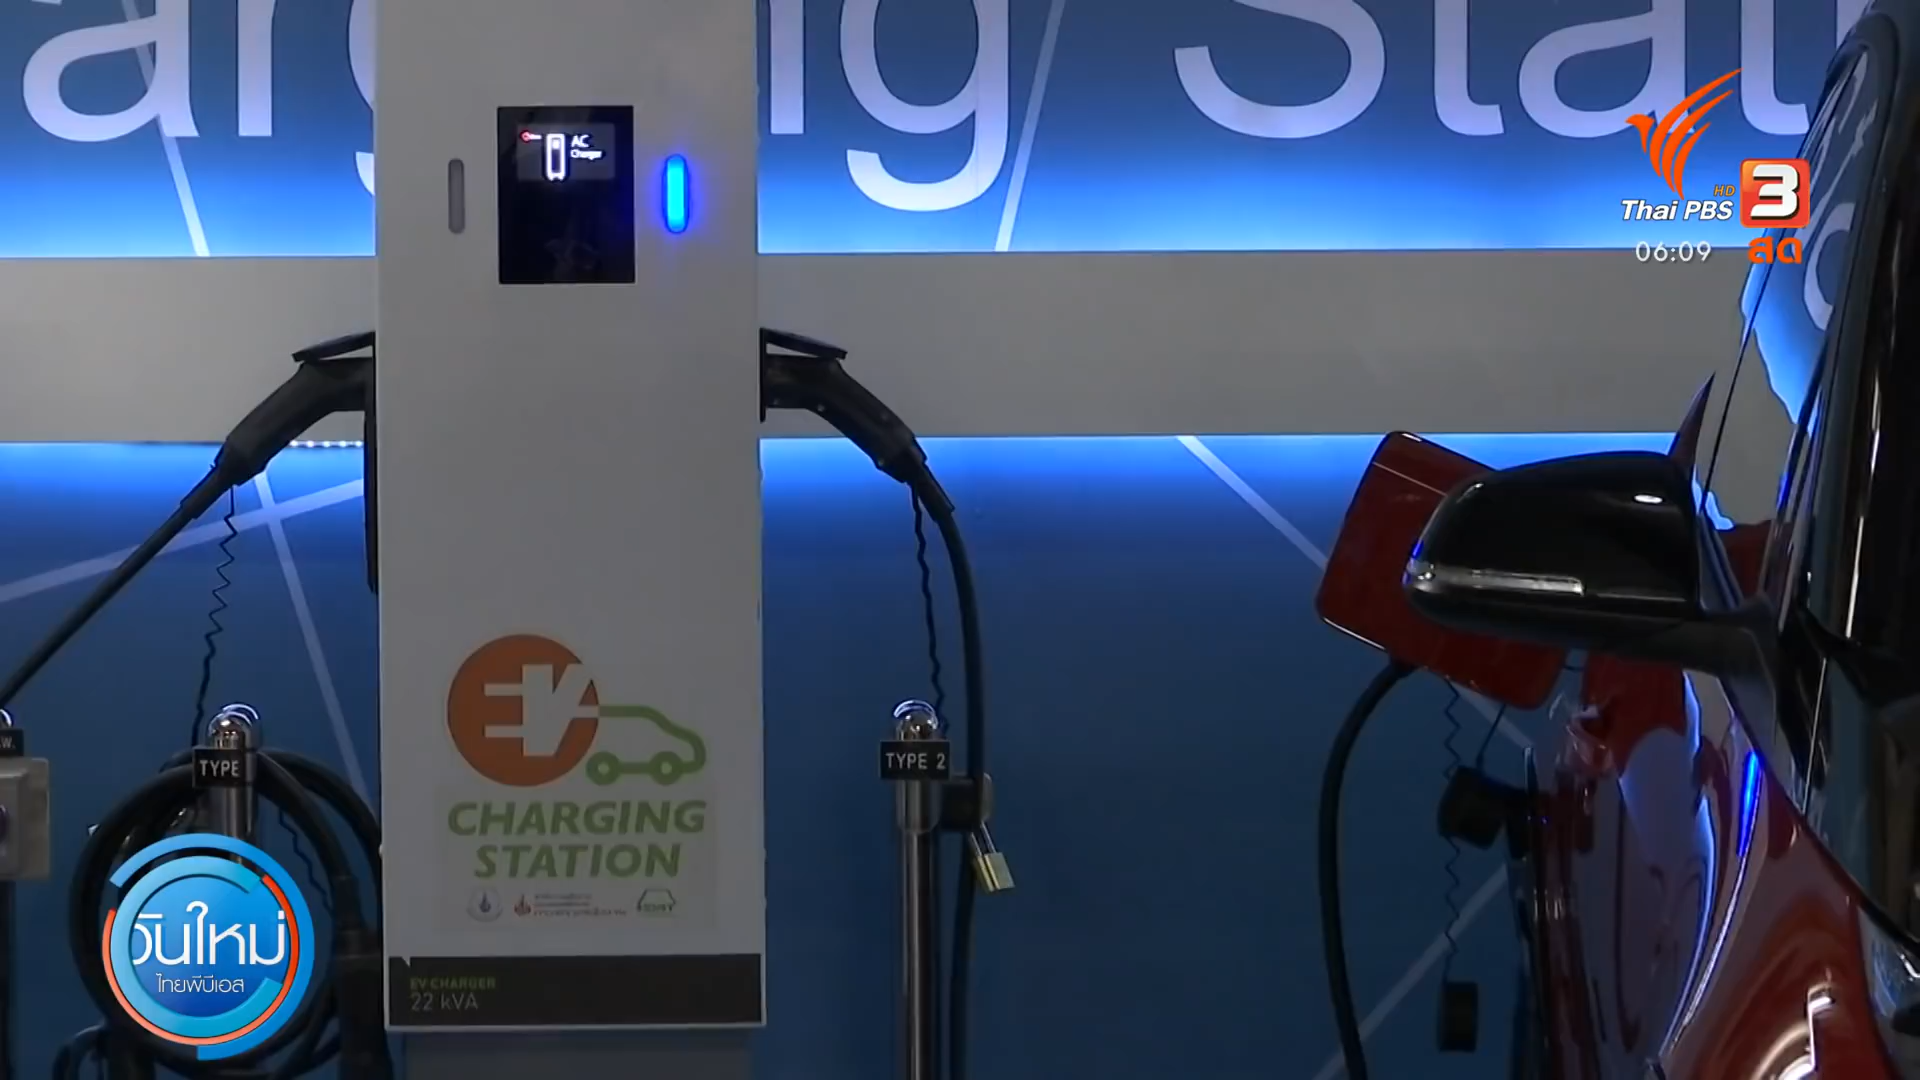 arging Stati
AC
Charger
HD
Thai PBS 3
06:09 สด
TYPE
TYPE 2
EV
CHARGING
STATION
วันใหม่
ไทยพีบีเอส
EV CHARGER
22 kVA